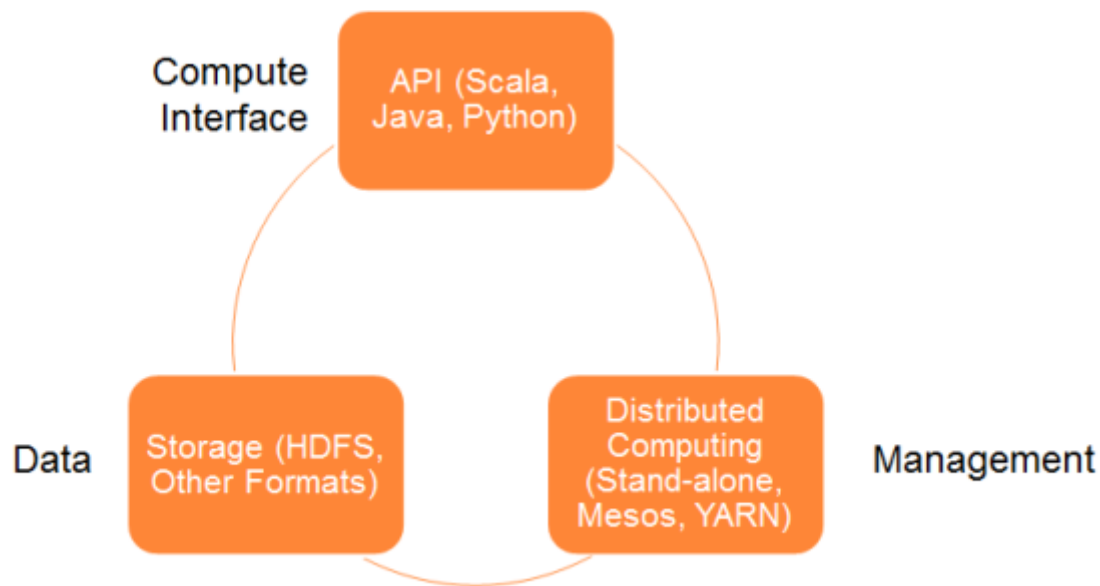 Compute
Interface
API (Scala,
Java, Python)
Data
Storage (HDFS,
Other Formats)
Distributed
Computing
(Stand-alone,
Mesos, YARN)
Management